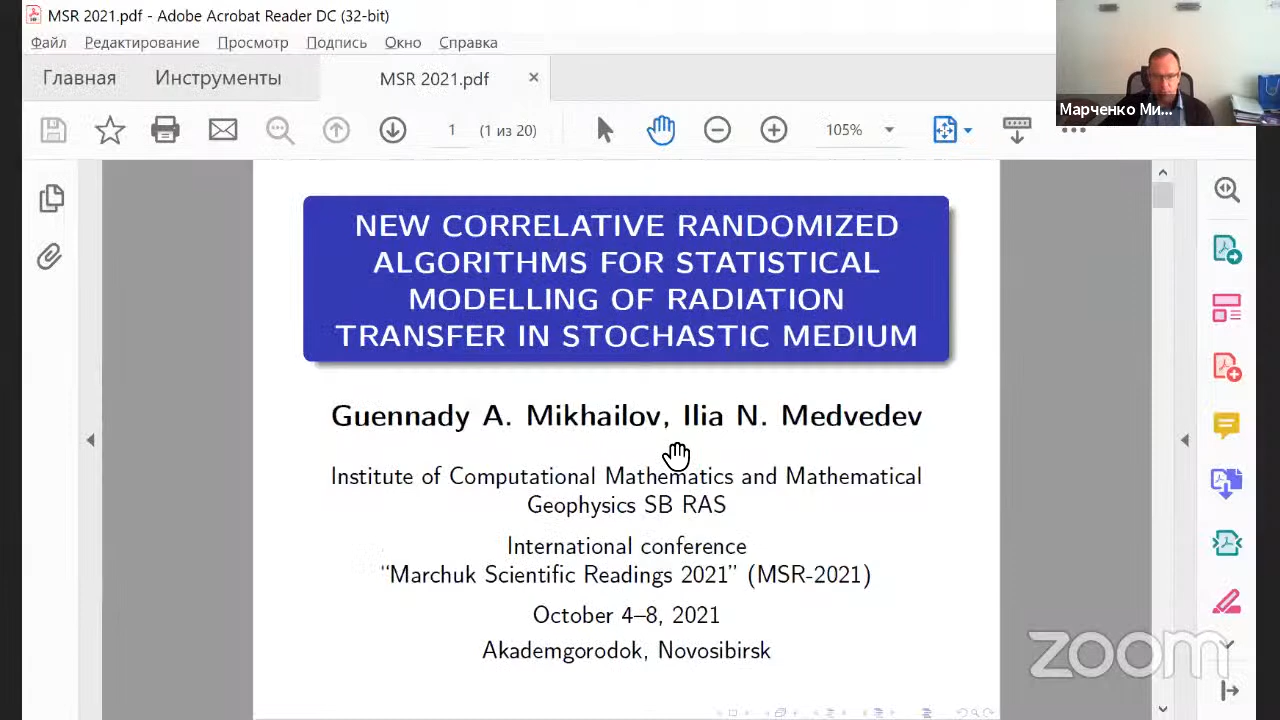 MSR 2021.pdf - Adobe Acrobat Reader DC (32-bit)
Файл Редактирование Просмотр Подпись Окно Справка
Главная Инструменты MSR 2021.pdf
1 (1 из 20) 105%
Марченко Ми...
NEW CORRELATIVE RANDOMIZED
ALGORITHMS FOR STATISTICAL
MODELLING OF RADIATION
TRANSFER IN STOCHASTIC MEDIUM
Guennady A. Mikhailov, Ilia N. Medvedev
Institute of Computational Mathematics and Mathematical
Geophysics SB RAS
International conference
“Marchuk Scientific Readings 2021” (MSR-2021)
October 4–8, 2021
Akademgorodok, Novosibirsk
zoom